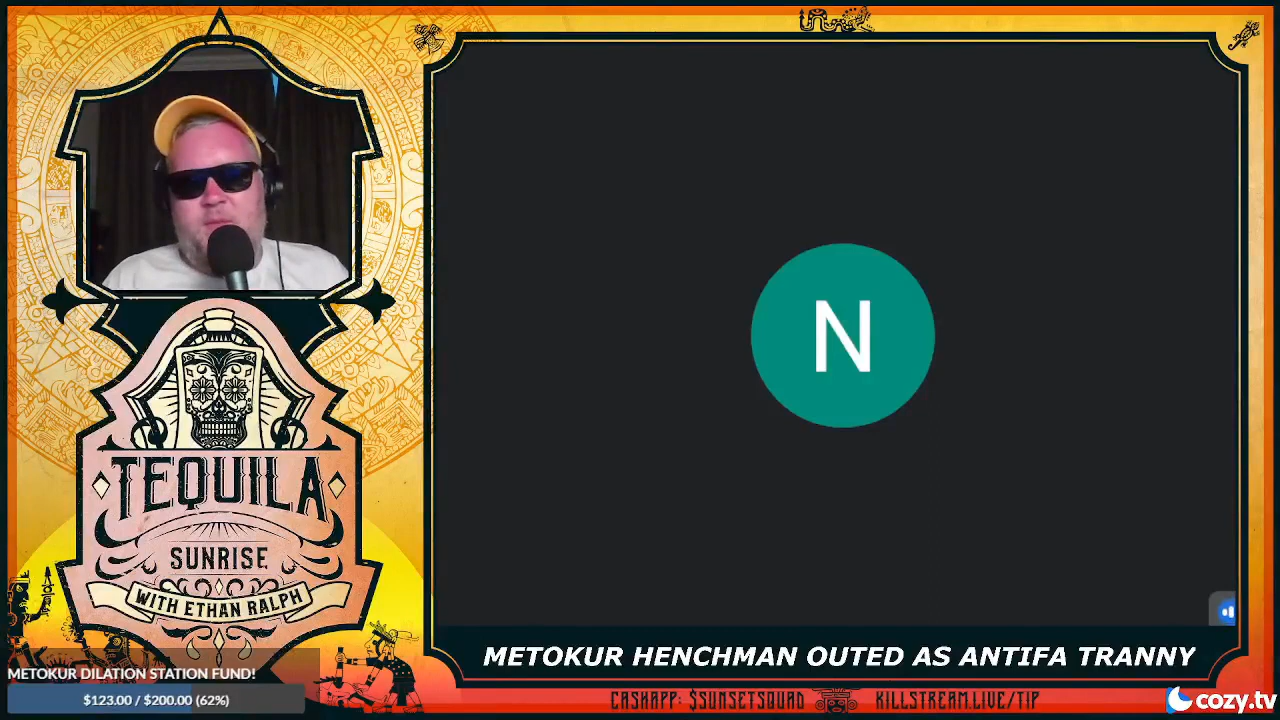 N
TEQUILA
SUNRISE
WITH ETHAN RALPH
METOKUR DILATION STATION FUND!
$123.00 / $200.00 (62%)
METOKUR HENCHMAN OUTED AS ANTIFA TRANNY
CASHAPP: $SUNSETSQUAD
KILLSTREAM.LIVE/TIP
cozy.tv